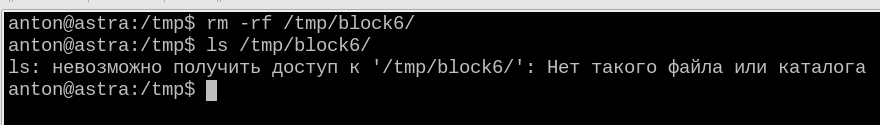 anton@astra:/tmp$ rm -rf /tmp/block6/
anton@astra:/tmp$ ls /tmp/block6/
ls: невозможно получить доступ к '/tmp/block6/': Нет такого файла или каталога
anton@astra:/tmp$